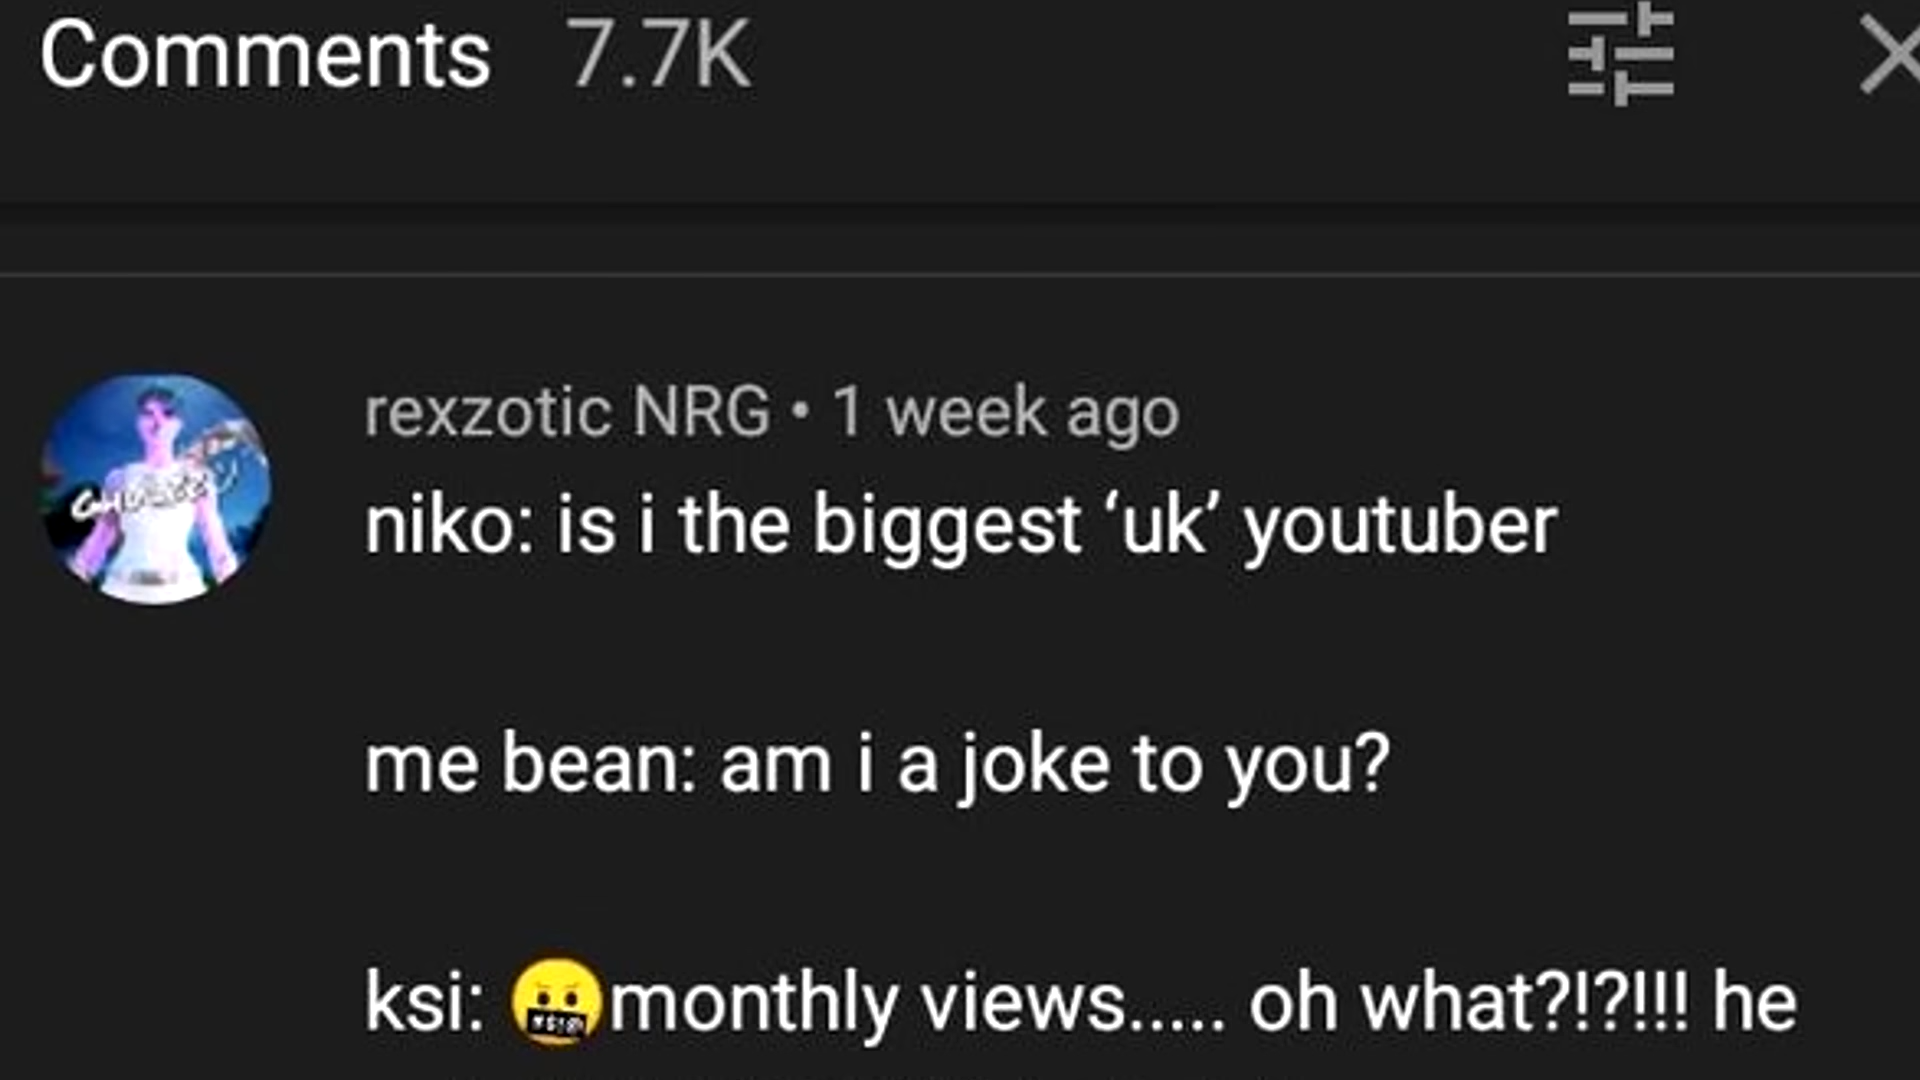 Comments 7.7K
rexzotic NRG • 1 week ago
niko: is i the biggest ‘uk’ youtuber
me bean: am i a joke to you?
ksi: 🤬monthly views..... oh what?!?!!! he